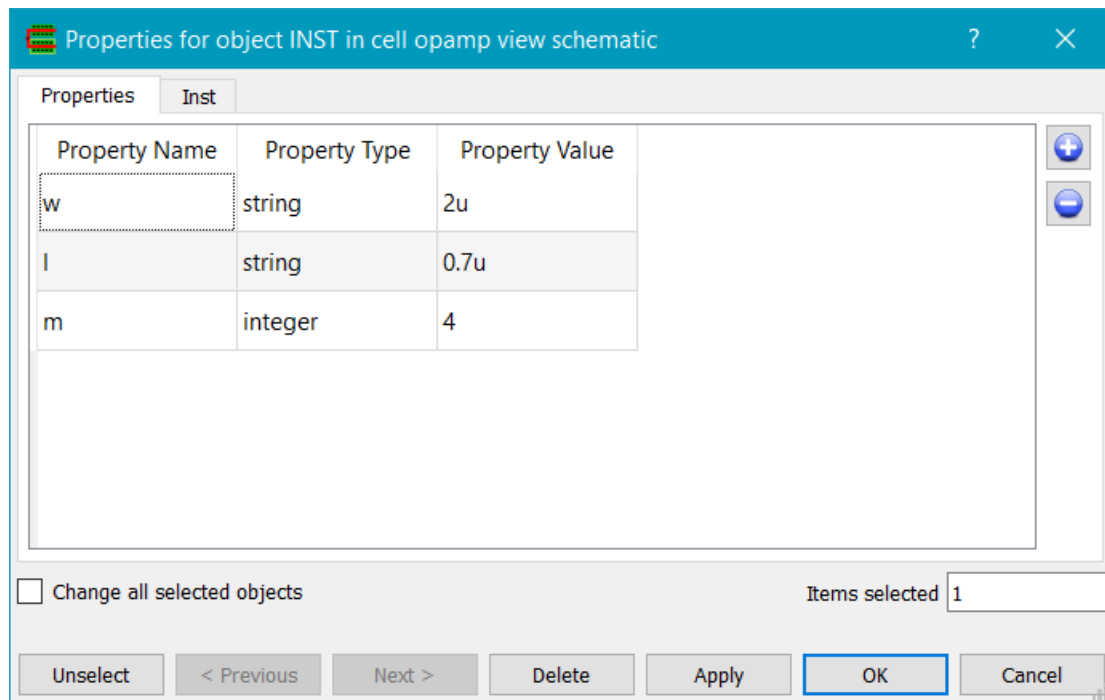 Properties for object INST in cell opamp view schematic ?
Properties Inst
Property Name Property Type Property Value
w string 2u
l string 0.7u
m integer 4
Change all selected objects Items selected 1
Unselect < Previous Next > Delete Apply OK Cancel